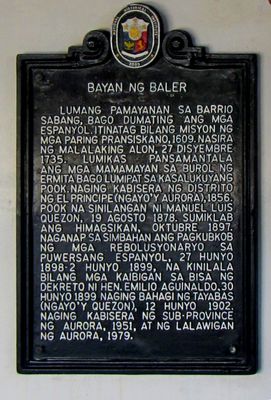 BAYAN NG BALER
LUMANG PAMAYANAN SA BARRIO
SABANG, BAGO DUMATING ANG MGA
ESPANYOL. ITINATAG BILANG MISYON NG
MGA PARING PRANSISKANO, 1609. NASIRA
NG MALALAKING ALON, 27 DISYEMBRE
1735. LUMIKAS PANSAMANTALA
ANG MGA MAMAMAYAN SA BUROL NG
ERMITA BAGO LUMIPAT SA KASALUKUYANG
POOK. NAGING KABISERA NG DISTRITO
NG EL PRINCIPE (NGAYO'Y AURORA), 1856.
POOK NA SINILANGAN NI MANUEL LUIS
QUEZON, 19 AGOSTO 1878. SUMIKLAB
ANG HIMAGSIKAN, OKTUBRE 1897.
NAGANAP SA SIMBAHAN ANG PAGKUBKOB
NG MGA REBOLUSYONARYO SA
PUWERSANG ESPANYOL, 27 HUNYO
1898-2 HUNYO 1899, NA KINILALA
BILANG MGA KAIBIGAN SA BISA NG
DEKRETO NI HEN. EMILIO AGUINALDO, 30
HUNYO 1899 NAGING BAHAGI NG TAYABAS
(NGAYO'Y QUEZON), 12 HUNYO 1902.
NAGING KABISERA NG SUB-PROVINCE
NG AURORA, 1951, AT NG LALAWIGAN
NG AURORA, 1979.